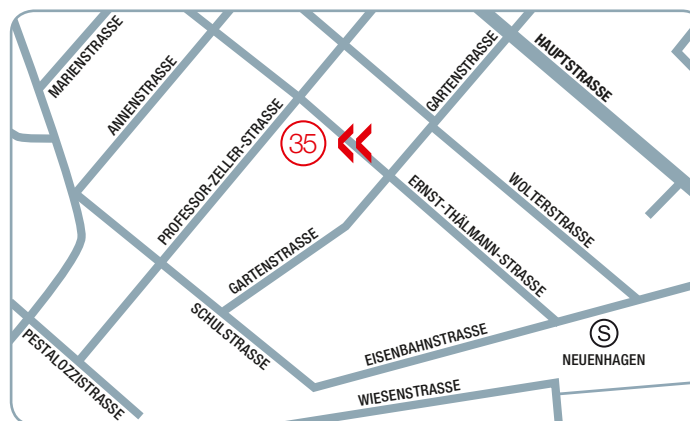 MARIENSTRASSE
ANNENSTRASSE
PROFESSOR-ZELLER-STRASSE
GARTENSTRASSE
HAUPTSTRASSE
35
WOLTERSTRASSE
ERNST-THÄLMANN-STRASSE
GARTENSTRASSE
SCHULSTRASSE
PESTALOZZISTRASSE
EISENBAHNSTRASSE
S
NEUENHAGEN
WIESENSTRASSE